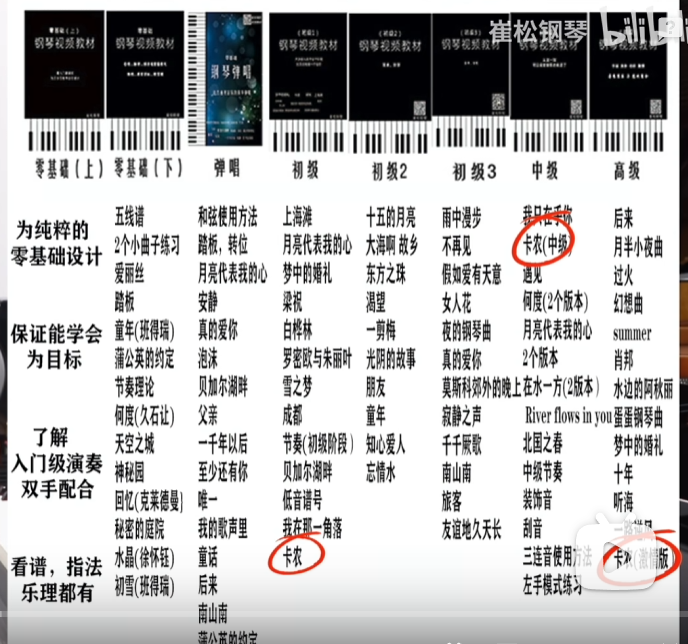 崔松钢琴 bilibili
零基础(二)
钢琴视频教材
零基础(二)
钢琴视频教材
钢琴弹唱
(初级1)
钢琴视频教材
(初级2)
钢琴视频教材
(初级3)
钢琴视频教材
(中级)
钢琴视频教材
(高级)
钢琴视频教材
零基础(上)
零基础(下)
弹唱
初级
初级2
初级3
中级
高级
为纯粹的
零基础设计
保证能学会
为目标
了解
入门级演奏
双手配合
看谱，指法
乐理都有
五线谱
2个小曲子练习
爱丽丝
踏板
童年(班得瑞)
蒲公英的约定
节奏理论
何度(久石让)
天空之城
神秘园
回忆(克莱德曼)
秘密的庭院
水晶(徐怀钰)
初雪(班得瑞)
和弦使用方法
踏板，转位
月亮代表我的心
安静
真的爱你
泡沫
贝加尔湖畔
父亲
一千年以后
至少还有你
唯一
我的歌声里
童话
后来
南山南
蒲公英的约定
上海滩
月亮代表我的心
梦中的婚礼
梁祝
白桦林
罗密欧与朱丽叶
雪之梦
成都
节奏(初级阶段)
贝加尔湖畔
低音谱号
我在那一角落
卡农
十五的月亮
大海啊 故乡
东方之珠
渴望
一剪梅
光阴的故事
朋友
童年
知心爱人
忘情水
雨中漫步
不再见
假如爱有天意
女人花
夜的钢琴曲
真的爱你
莫斯科郊外的晚上
寂静之声
千千厥歌
南山南
旅客
友谊地久天长
我只在乎你
卡农(中级)
遇见
何度(2个版本)
月亮代表我的心
2个版本
在水一方(2版本)
River flows in you
北国之春
中级节奏
装饰音
刮音
三连音使用方法
左手模式练习
后来
月半小夜曲
过火
幻想曲
summer
肖邦
水边的阿秋丽
蛋蛋钢琴曲
梦中的婚礼
十年
听海
卡农(激情版)